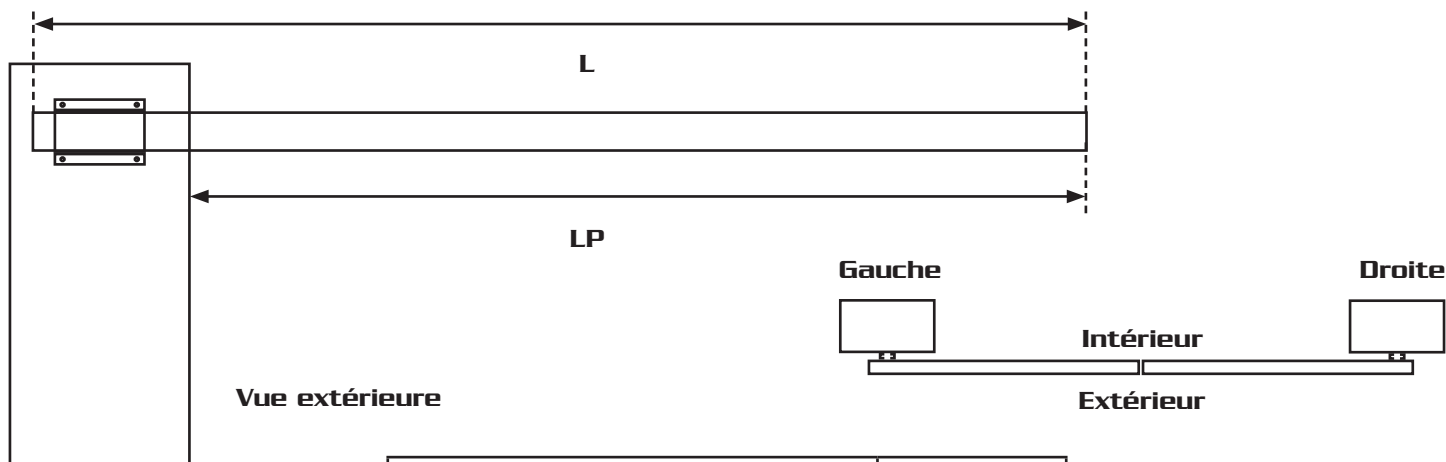 L
LP
Gauche
Droite
Intérieur
Vue extérieure
Extérieur